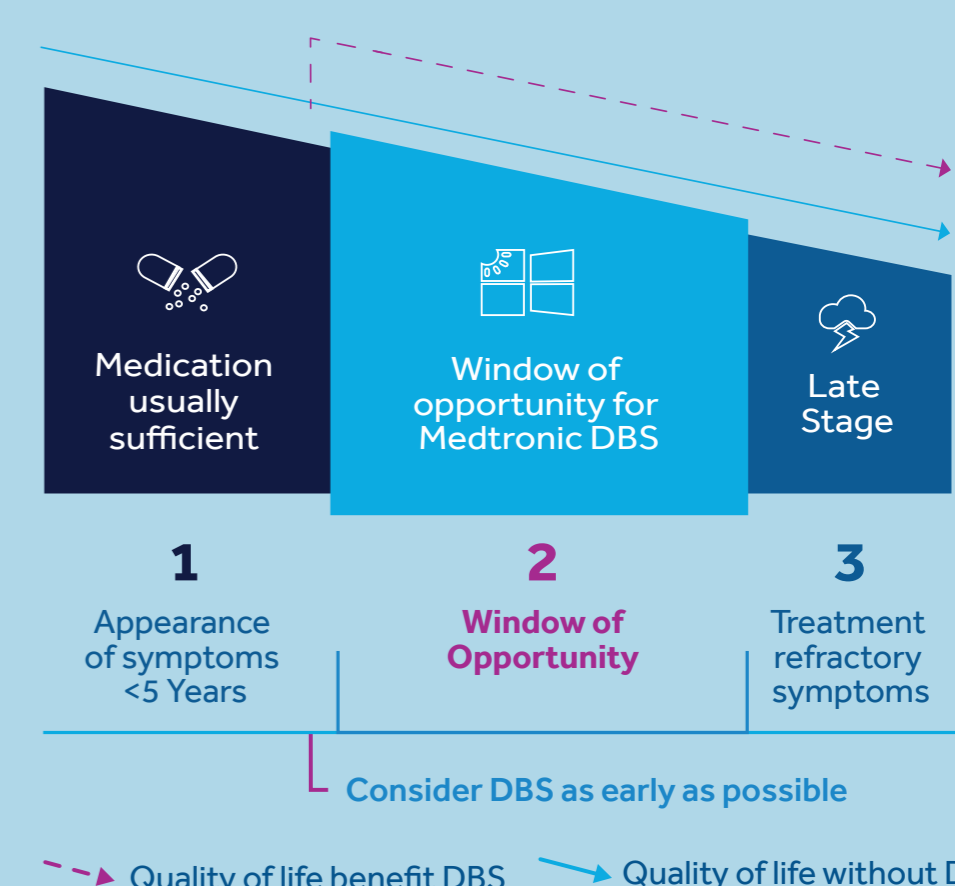 Medication
usually
sufficient
Window of
opportunity for
Medtronic DBS
Late
Stage
1
Appearance
of symptoms
<5 Years
2
Window of
Opportunity
3
Treatment
refractory
symptoms
Consider DBS as early as possible
Quality of life benefit DBS
Quality of life without